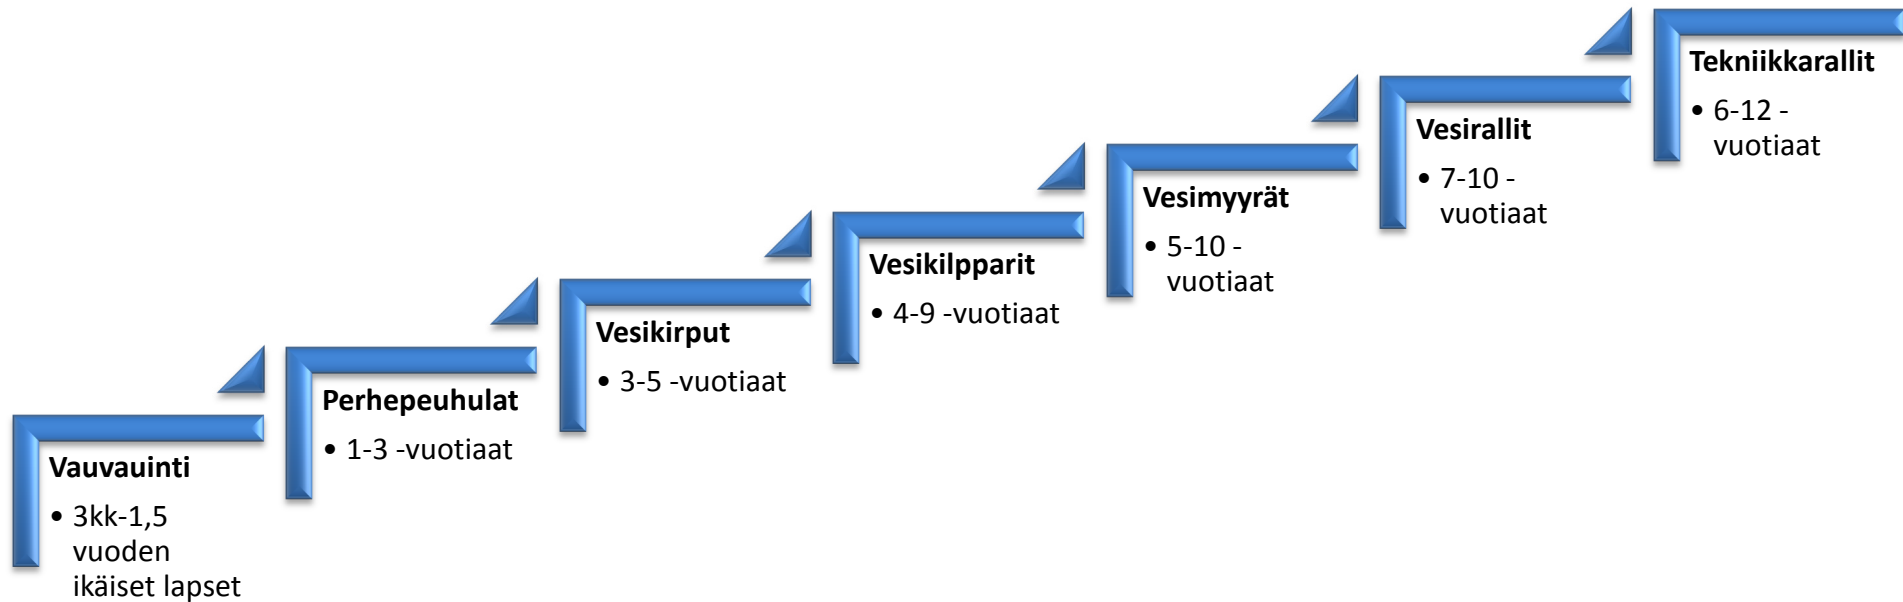 Vauvauinti
• 3kk-1,5
vuoden
ikäiset lapset
Perhepeuhulat
• 1-3 -vuotiaat
Vesikirput
• 3-5 -vuotiaat
Vesikilpparit
• 4-9 -vuotiaat
Vesimyyrät
• 5-10 -
vuotiaat
Vesirallit
• 7-10 -
vuotiaat
Tekniikkarallit
• 6-12 -
vuotiaat